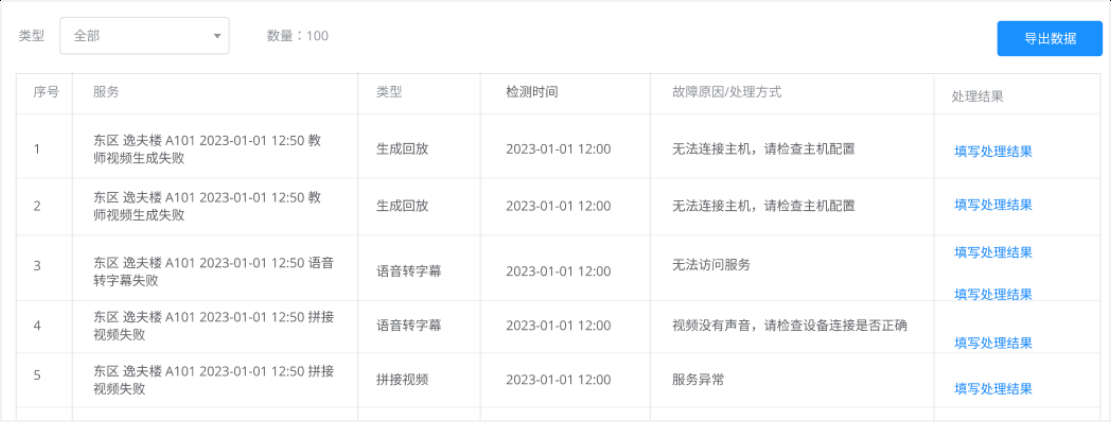 类型 全部 数量：100 导出数据
序号 服务 类型 检测时间 故障原因/处理方式 处理结果
1 东区 逸夫楼 A101 2023-01-01 12:50 教
师视频生成失败 生成回放 2023-01-01 12:00 无法连接主机，请检查主机配置 填写处理结果
2 东区 逸夫楼 A101 2023-01-01 12:50 教
师视频生成失败 生成回放 2023-01-01 12:00 无法连接主机，请检查主机配置 填写处理结果
3 东区 逸夫楼 A101 2023-01-01 12:50 语音
转字幕失败 语音转字幕 2023-01-01 12:00 无法访问服务 填写处理结果
填写处理结果
4 东区 逸夫楼 A101 2023-01-01 12:50 拼接
视频失败 语音转字幕 2023-01-01 12:00 视频没有声音，请检查设备连接是否正确 填写处理结果
5 东区 逸夫楼 A101 2023-01-01 12:50 拼接
视频失败 拼接视频 2023-01-01 12:00 服务异常 填写处理结果